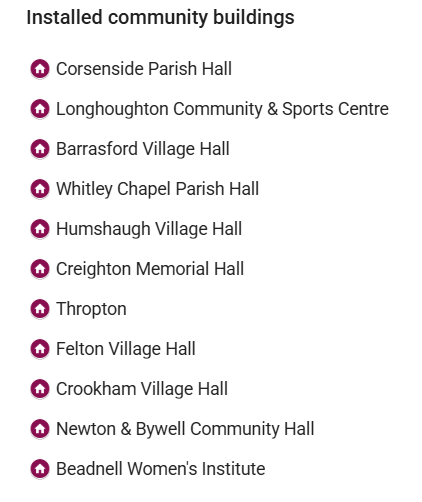 Installed community buildings
Corsenside Parish Hall
Longhoughton Community & Sports Centre
Barrasford Village Hall
Whitley Chapel Parish Hall
Humshaugh Village Hall
Creighton Memorial Hall
Thropton
Felton Village Hall
Crookham Village Hall
Newton & Bywell Community Hall
Beadnell Women's Institute